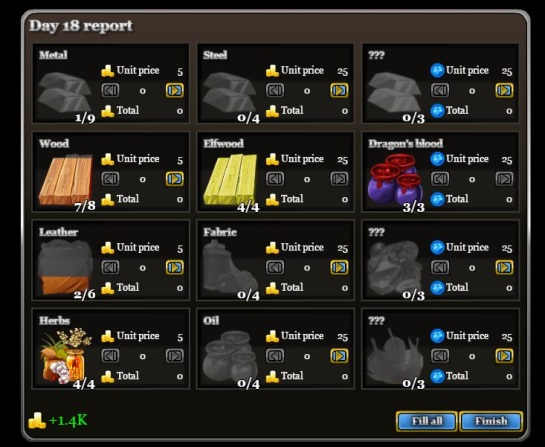 Day 18 report
Metal Unit price 5
0
1/9 Total 0
Steel Unit price 25
0
0/4 Total 0
??? Unit price 25
0
0/3 Total 0
Wood Unit price 5
0
7/8 Total 0
Elfwood Unit price 25
0
4/4 Total 0
Dragon's blood Unit price 25
0
3/3 Total 0
Leather Unit price 5
0
2/6 Total 0
Fabric Unit price 25
0
0/4 Total 0
??? Unit price 25
0
0/3 Total 0
Herbs Unit price 5
0
4/4 Total 0
Oil Unit price 25
0
0/4 Total 0
??? Unit price 25
0
0/3 Total 0
+1.4K Fill all Finish